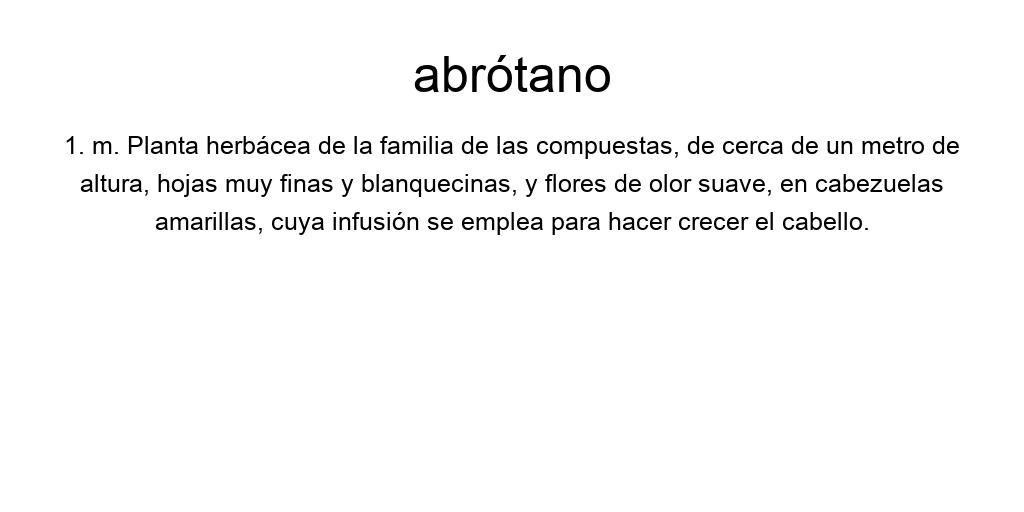 abrótano
1. m. Planta herbácea de la familia de las compuestas, de cerca de un metro de
altura, hojas muy finas y blanquecinas, y flores de olor suave, en cabezuelas
amarillas, cuya infusión se emplea para hacer crecer el cabello.